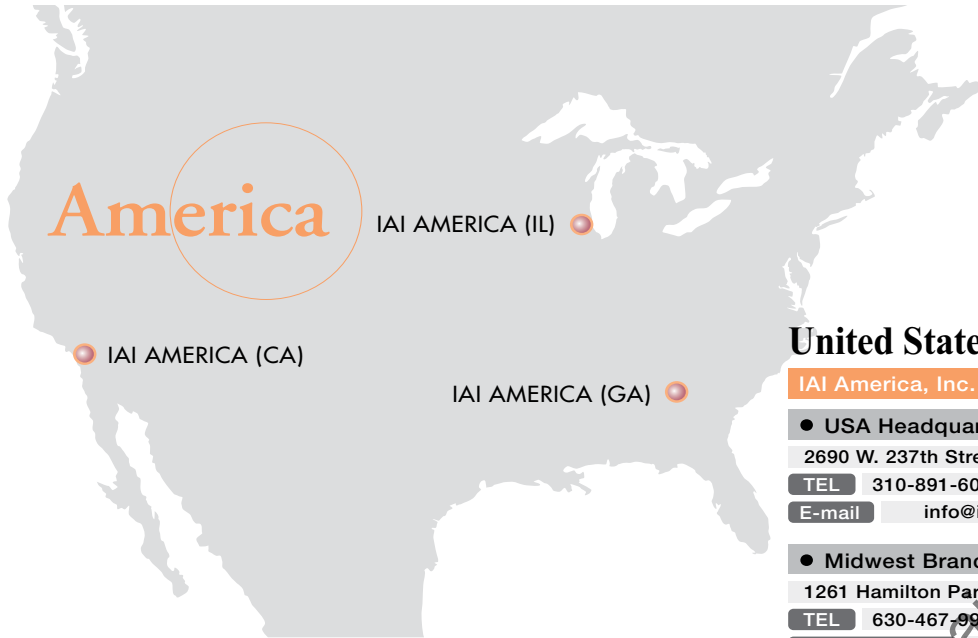 America
IAI AMERICA (IL)
IAI AMERICA (CA)
IAI AMERICA (GA)
United State
IAI America, Inc.
● USA Headquar
2690 W. 237th Stre
TEL 310-891-60
E-mail info@i
● Midwest Branc
1261 Hamilton Par
TEL 630-467-99